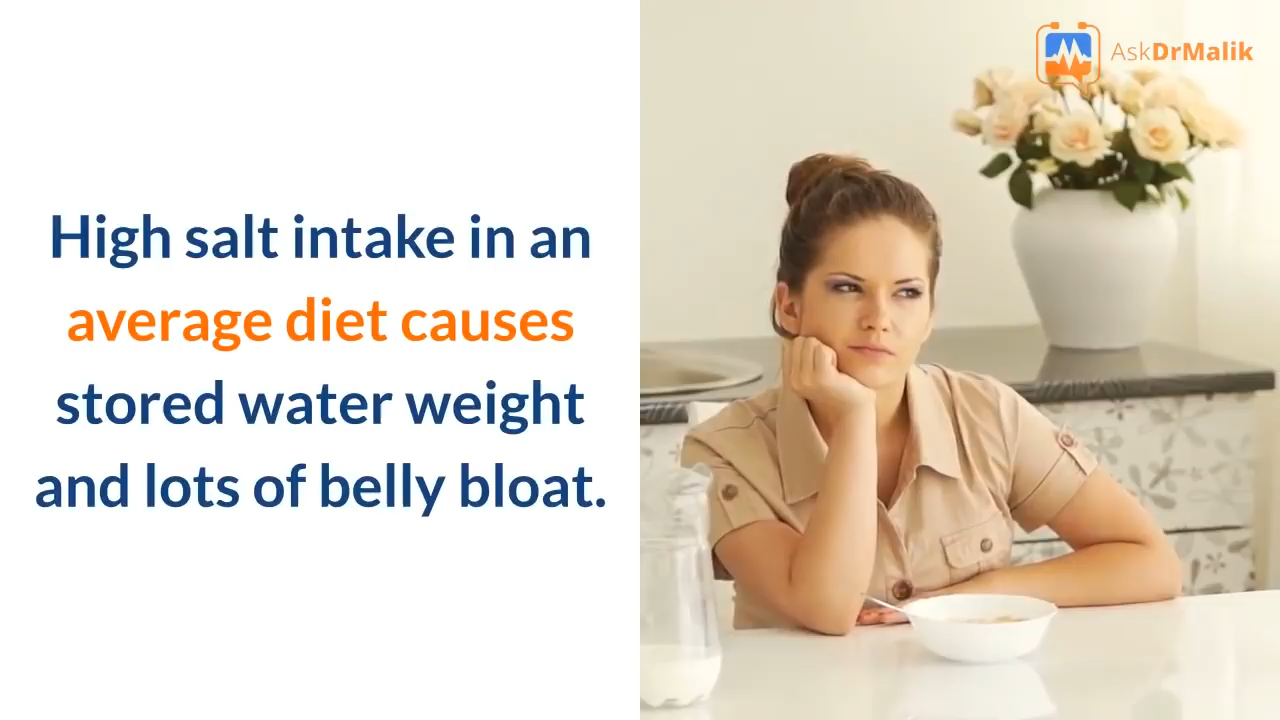 AskDrMalik
High salt intake in an
average diet causes
stored water weight
and lots of belly bloat.